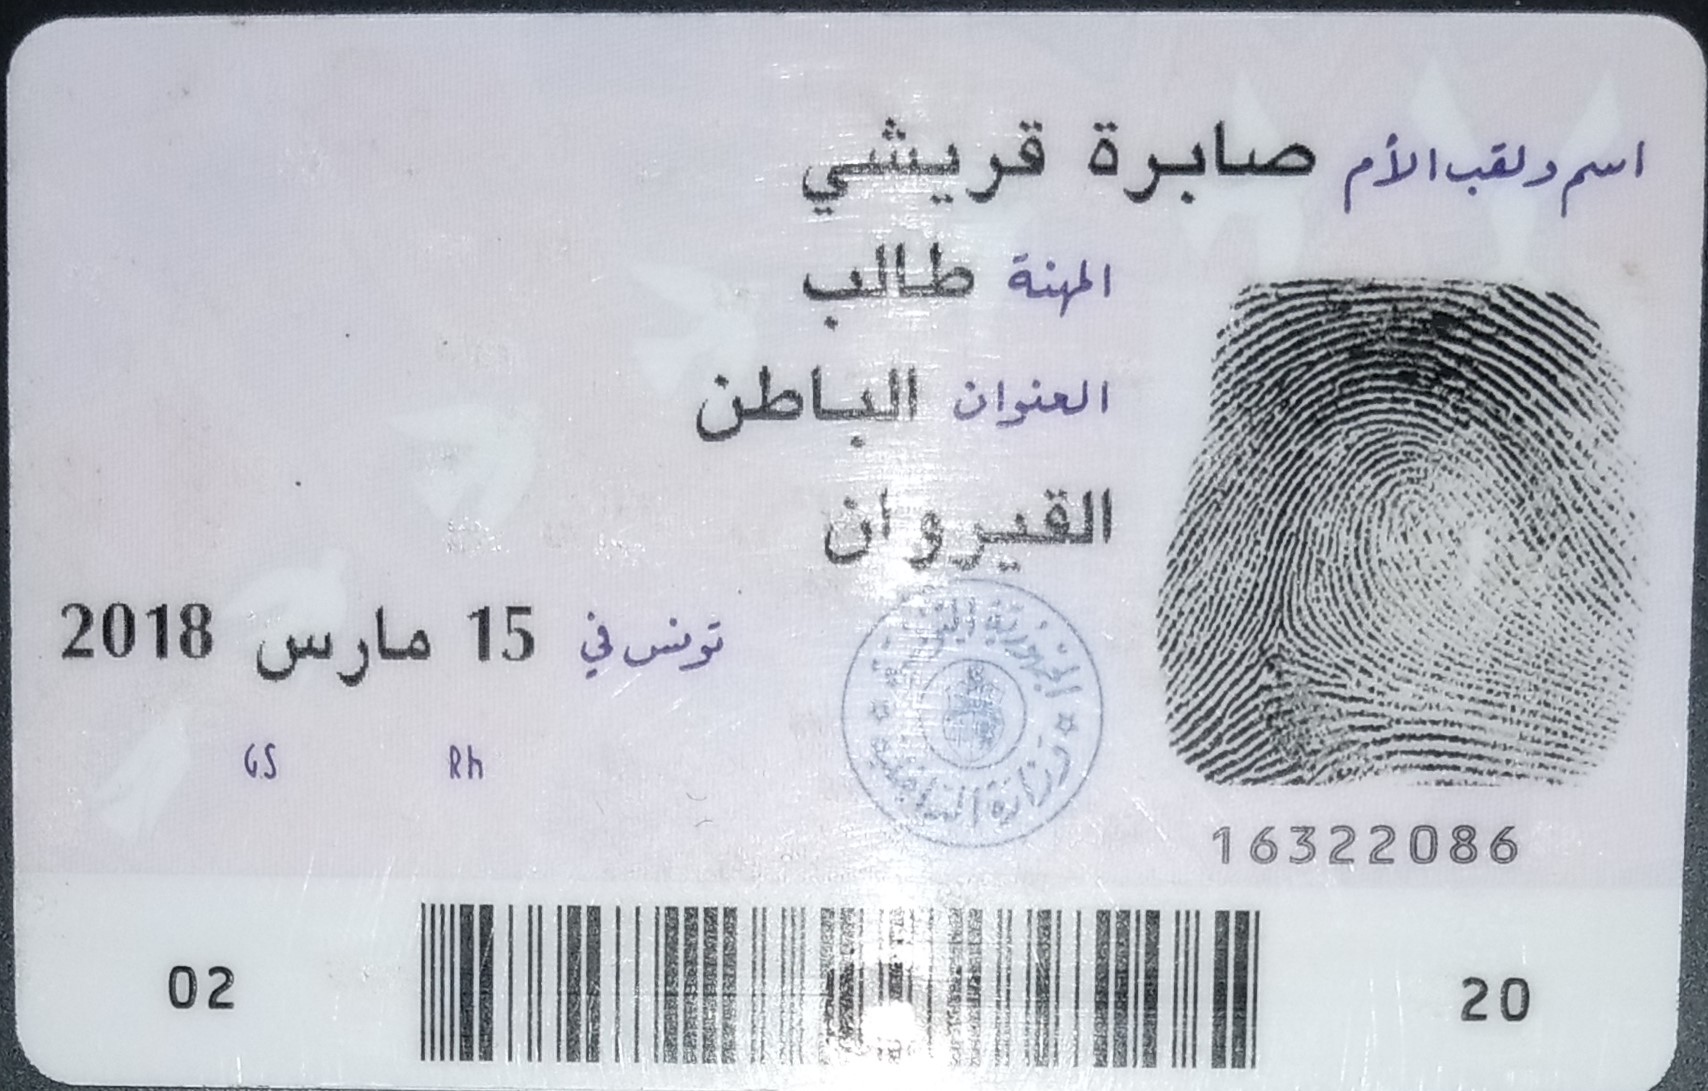 اسم ولقب الأم صابرة قريشي
المهنة طالب
العنوان الباطن
القيروان
تونس في 15 مارس 2018
الجمهورية التونسية
وزارة الداخلية
GS Rh
16322086
02 20